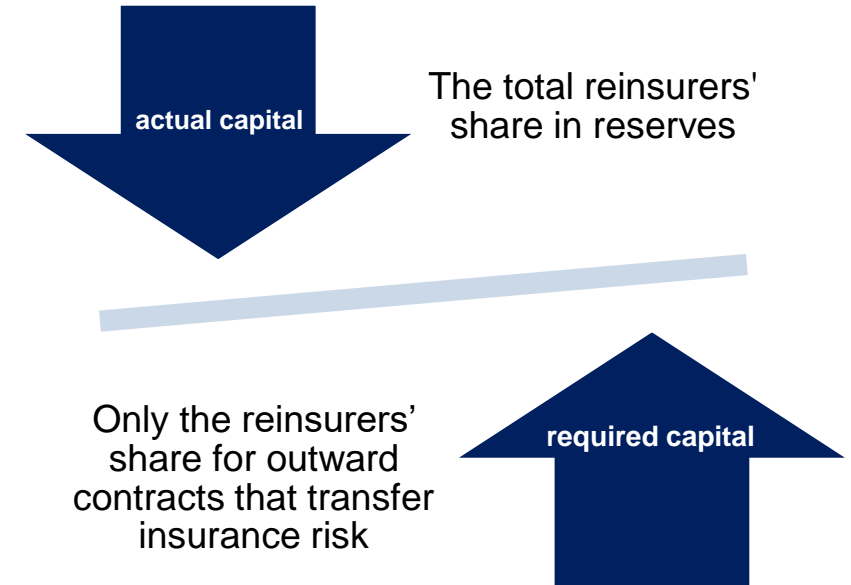 actual capital
The total reinsurers'
share in reserves
Only the reinsurers’
share for outward
contracts that transfer
insurance risk
required capital